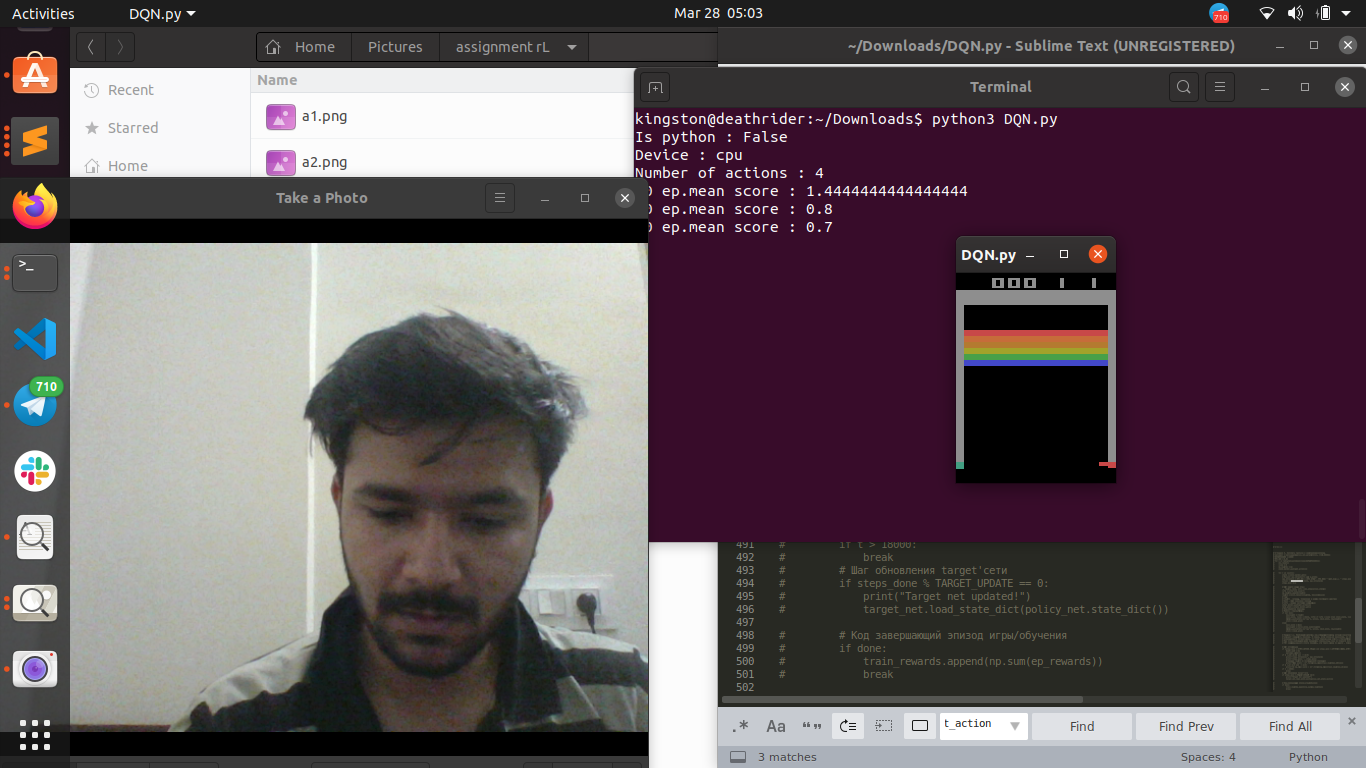 Activities
DQN.py
Mar 28 05:03
710
Home
Pictures
assignment rL
~/Downloads/DQN.py - Sublime Text (UNREGISTERED)
Recent
Starred
Home
Name
a1.png
a2.png
Terminal
kingston@deathrider:~/Downloads$ python3 DQN.py
Is python : False
Device : cpu
Number of actions : 4
0 ep.mean score : 1.4444444444444444
0 ep.mean score : 0.8
0 ep.mean score : 0.7
Take a Photo
DQN.py
000 1 1
>_
710
491 # if t > 18000:
492 # break
493 # # Шаг обновления target'сети
494 # if steps_done % TARGET_UPDATE == 0:
495 # print("Target net updated!")
496 # target_net.load_state_dict(policy_net.state_dict())
497
498 # # Код завершающий эпизод игры/обучения
499 # if done:
500 # train_rewards.append(np.sum(ep_rewards))
501 # break
502
.* Aa “” t_action Find Find Prev Find All
3 matches
Spaces: 4
Python